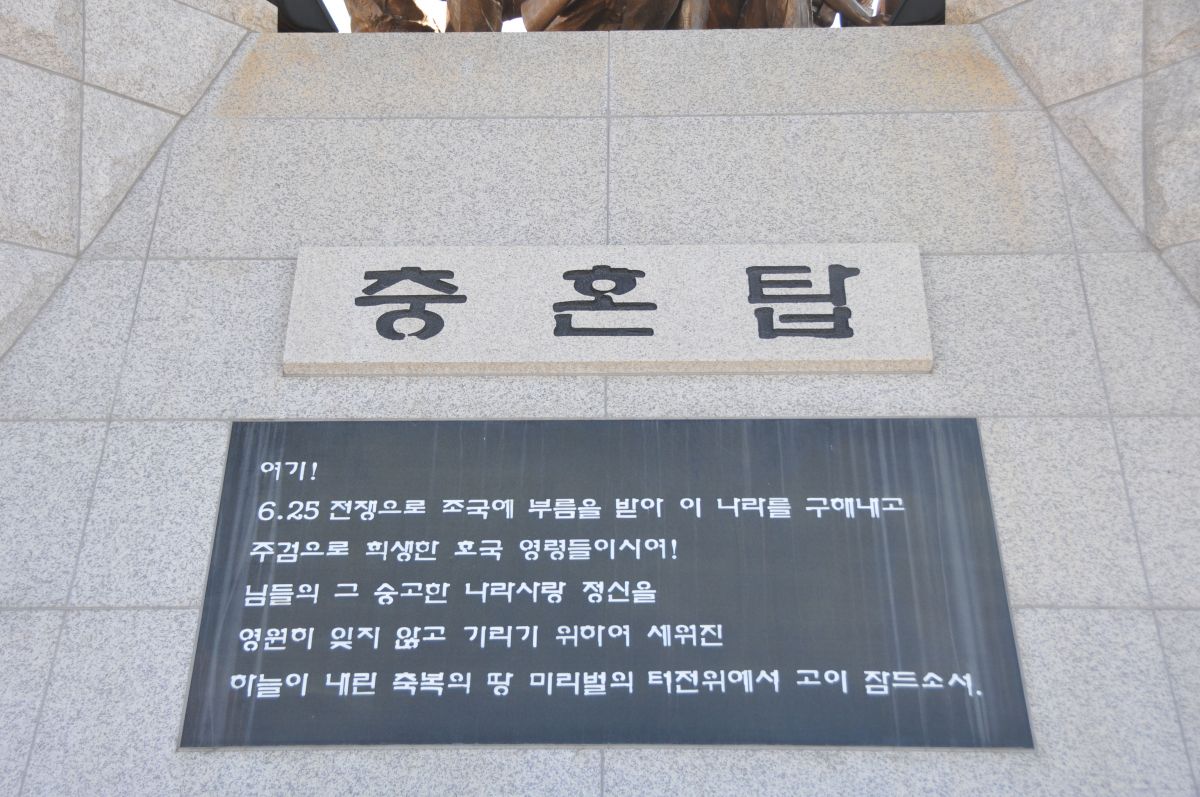 충혼탑
여기!
6.25 전쟁으로 조국에 부름을 받아 이 나라를 구해내고
주검으로 희생한 호국 영령들이시여!
님들의 그 숭고한 나라사랑 정신을
영원히 잊지 않고 기리기 위하여 세워진
하늘이 내린 축복의 땅 미리벌의 터전위에서 고이 잠드소서.